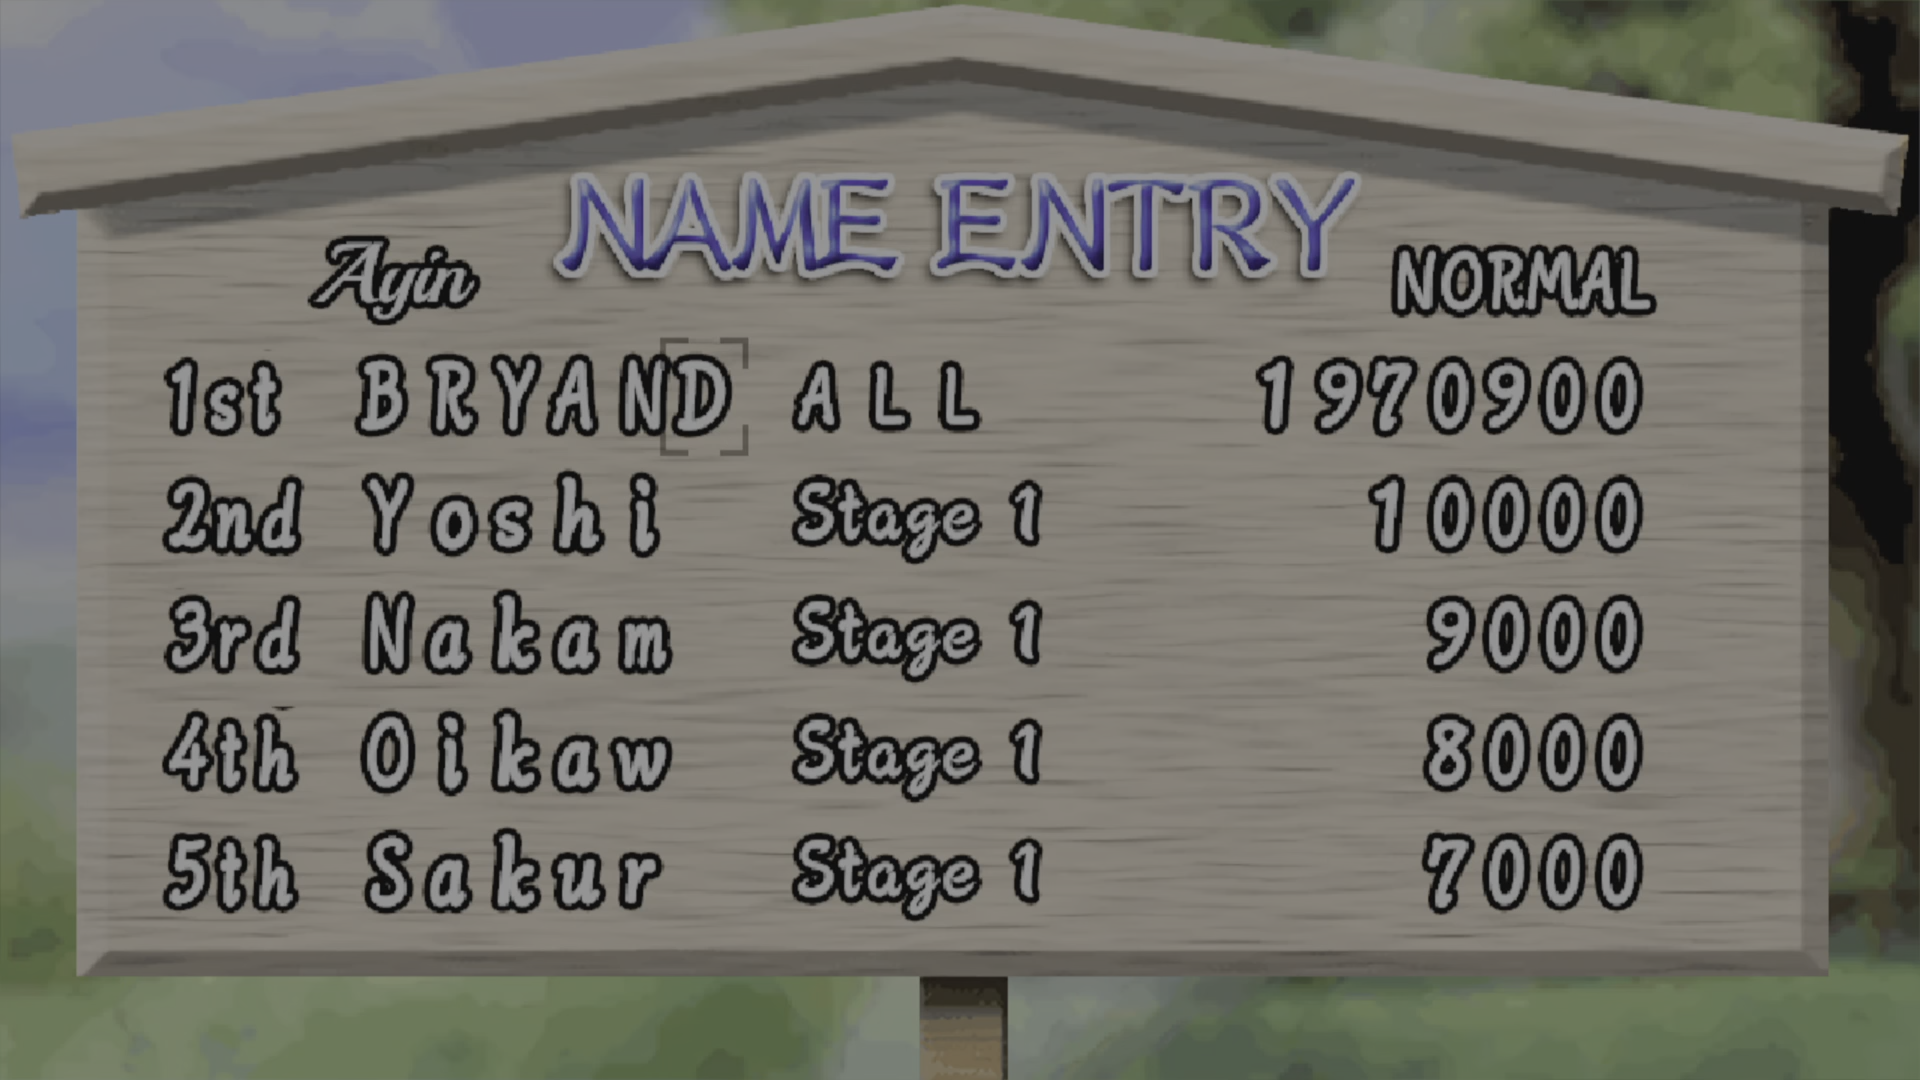 NAME ENTRY
Ayin NORMAL
1st BRYAND ALL 1970900
2nd Yoshi Stage 1 10000
3rd Nakam Stage 1 9000
4th Oikaw Stage 1 8000
5th Sakur Stage 1 7000